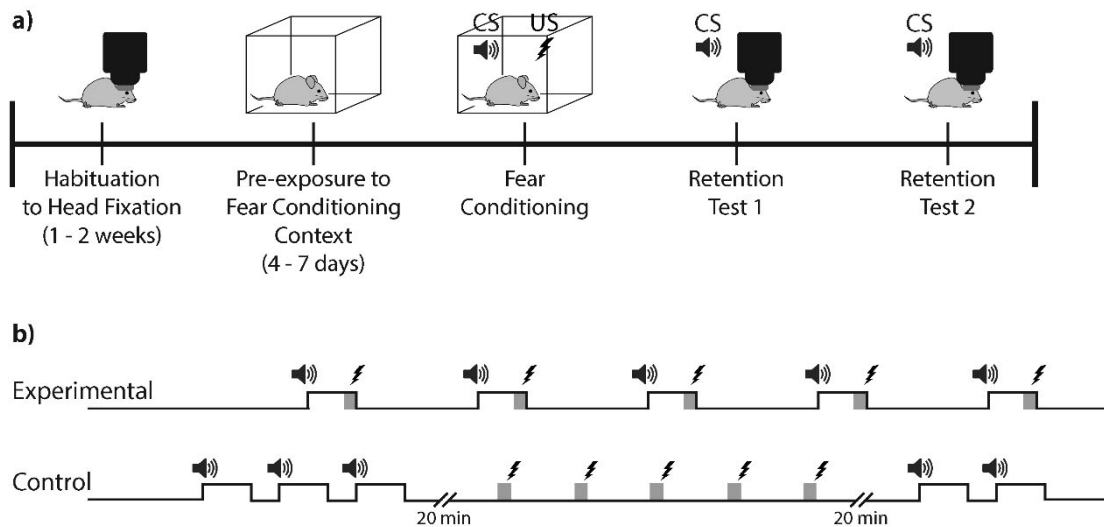 a)
CS US
CS
CS
Habituation
to Head Fixation
(1 - 2 weeks)
Pre-exposure to
Fear Conditioning
Context
(4 - 7 days)
Fear
Conditioning
Retention
Test 1
Retention
Test 2
b)
Experimental
Control
20 min
20 min